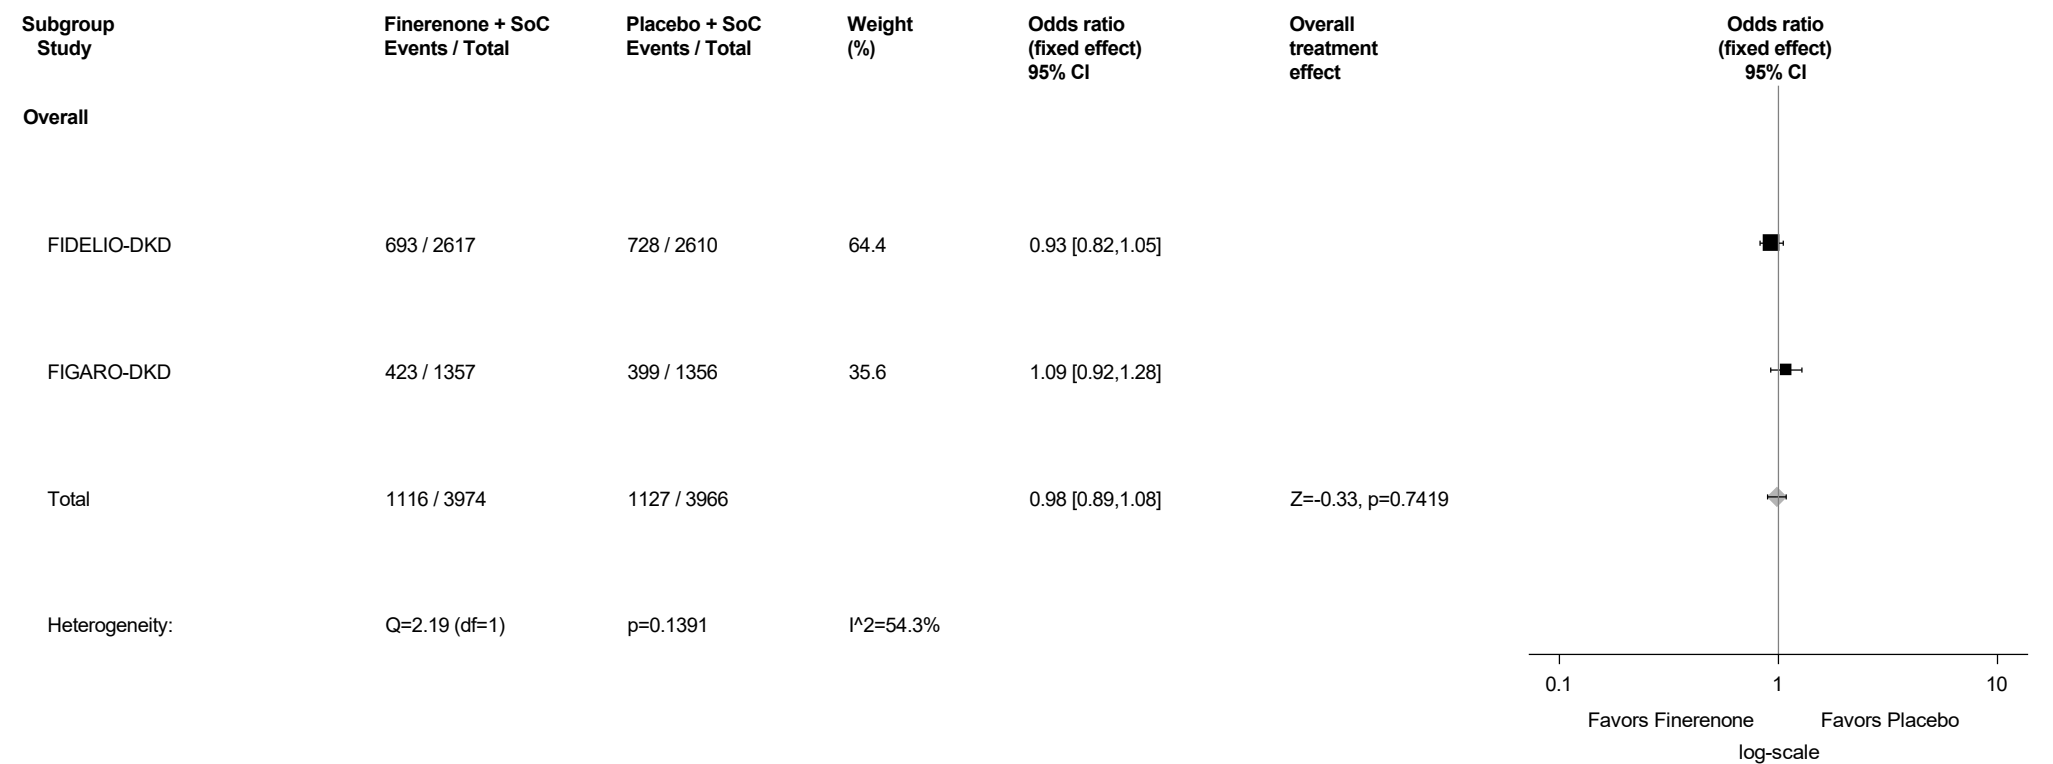 Subgroup Finerenone + SoC Placebo + SoC Weight Odds ratio Overall Odds ratio
Study Events / Total Events / Total (%) (fixed effect) treatment (fixed effect)
95% CI effect 95% CI
Overall
FIDELIO-DKD 693 / 2617 728 / 2610 64.4 0.93 [0.82,1.05]
FIGARO-DKD 423 / 1357 399 / 1356 35.6 1.09 [0.92,1.28]
Total 1116 / 3974 1127 / 3966 0.98 [0.89,1.08] Z=-0.33, p=0.7419
Heterogeneity: Q=2.19 (df=1) p=0.1391 I^2=54.3%
0.1 1 10
Favors Finerenone Favors Placebo
log-scale